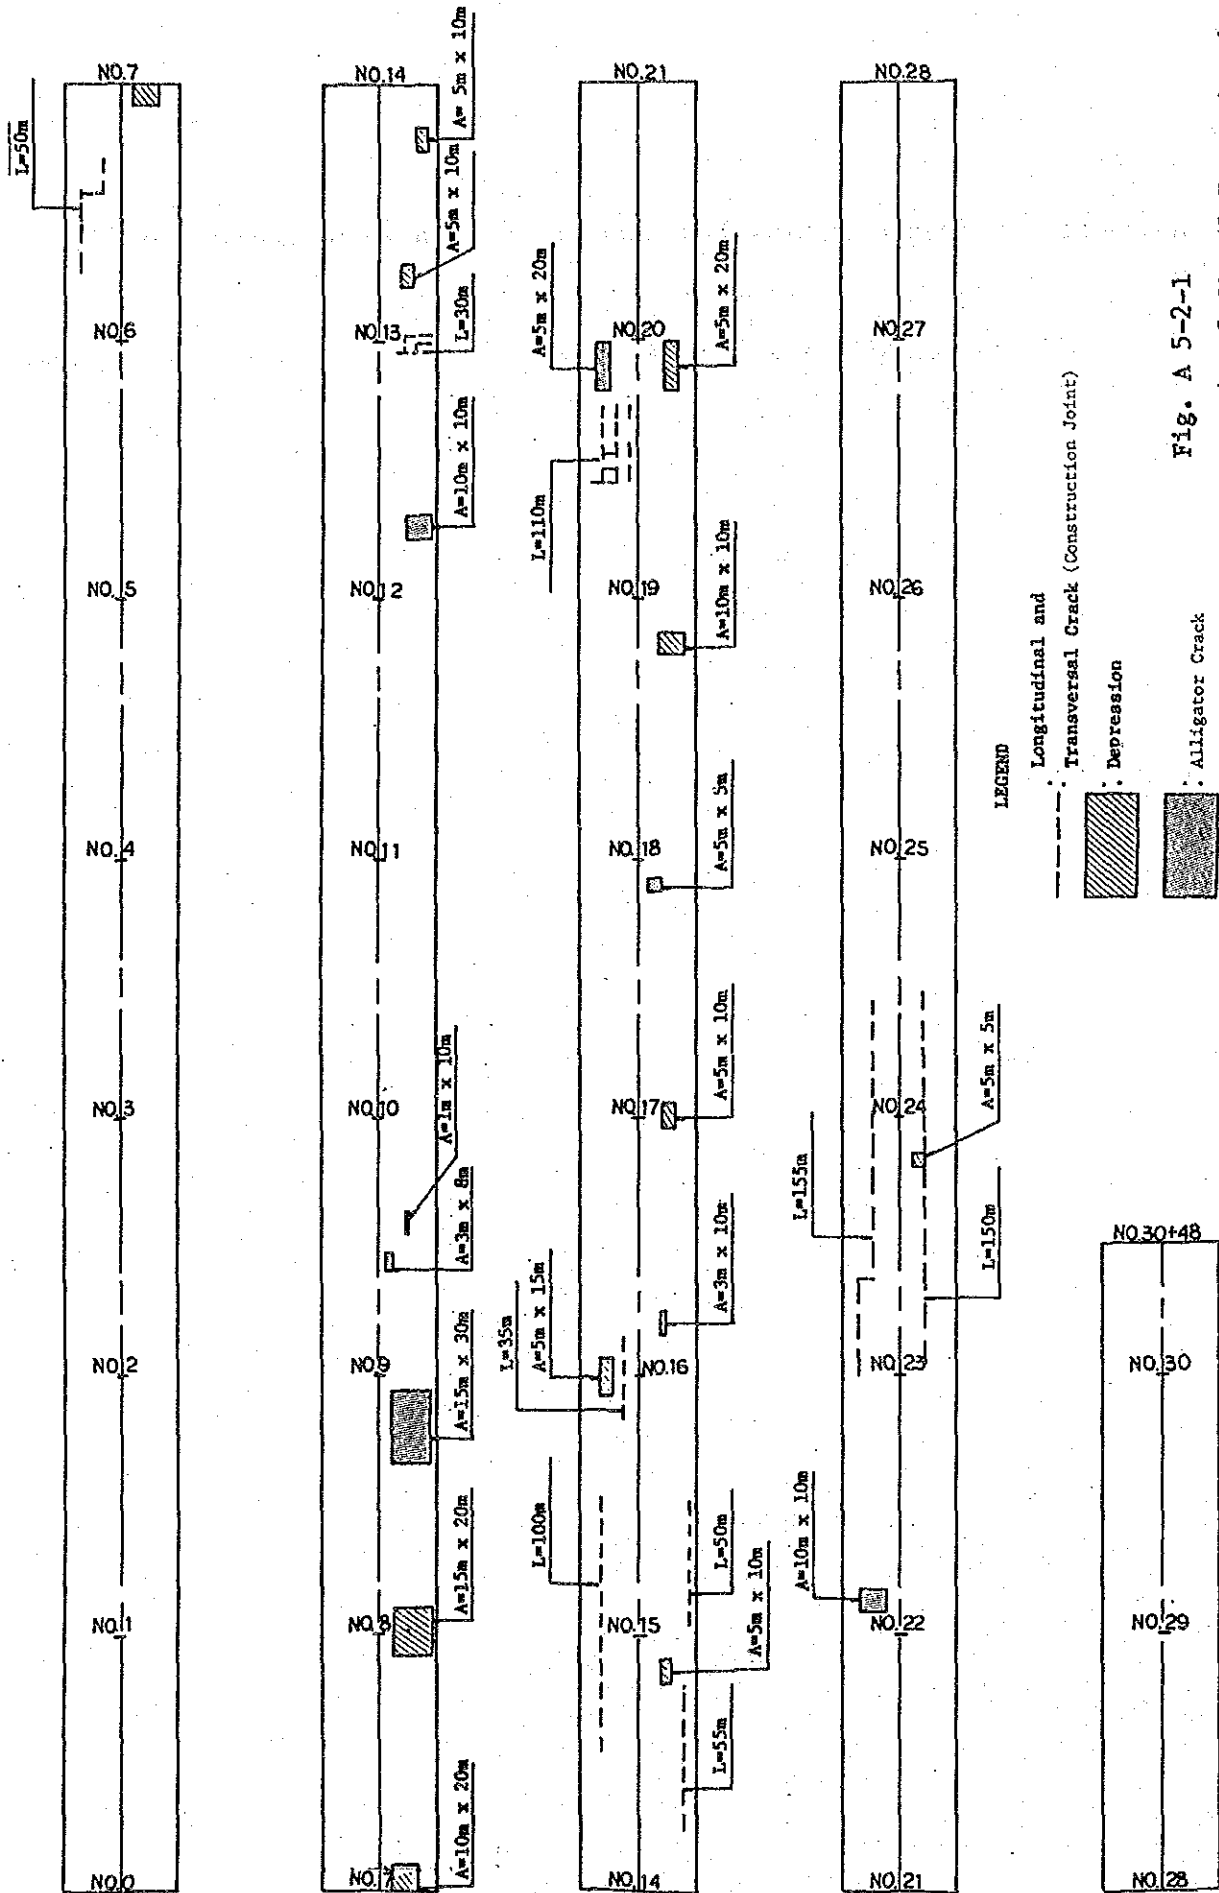 NO.0
NO.1
NO.2
NO.3
NO.4
NO.5
NO.6
NO.7
L=50m
NO.7
NO.8
NO.9
NO.10
NO.11
NO.12
NO.13
NO.14
A=10m x 20m
A=15m x 20m
A=15m x 30m
A=3m x 8m
A=1m x 10m
A=10m x 10m
L=30m
A=5m x 10m
A= 5m x 10m
NO.14
NO.15
NO.16
NO.17
NO.18
NO.19
NO.20
NO.21
L=100m
L=35m
A=5m x 15m
L=110m
A=5m x 20m
L=55m
A=5m x 10m
L=50m
A=3m x 10m
A=5m x 10m
A=5m x 5m
A=10m x 10m
A=5m x 20m
NO.21
NO.22
NO.23
NO.24
NO.25
NO.26
NO.27
NO.28
A=10m x 10m
L=155m
L=150m
A=5m x 5m
NO.28
NO.29
NO.30
NO.30+48
LEGEND
Longitudinal and
: Transversal Crack (Construction Joint)
: Depression
: Alligator Crack
Fig. A 5-2-1